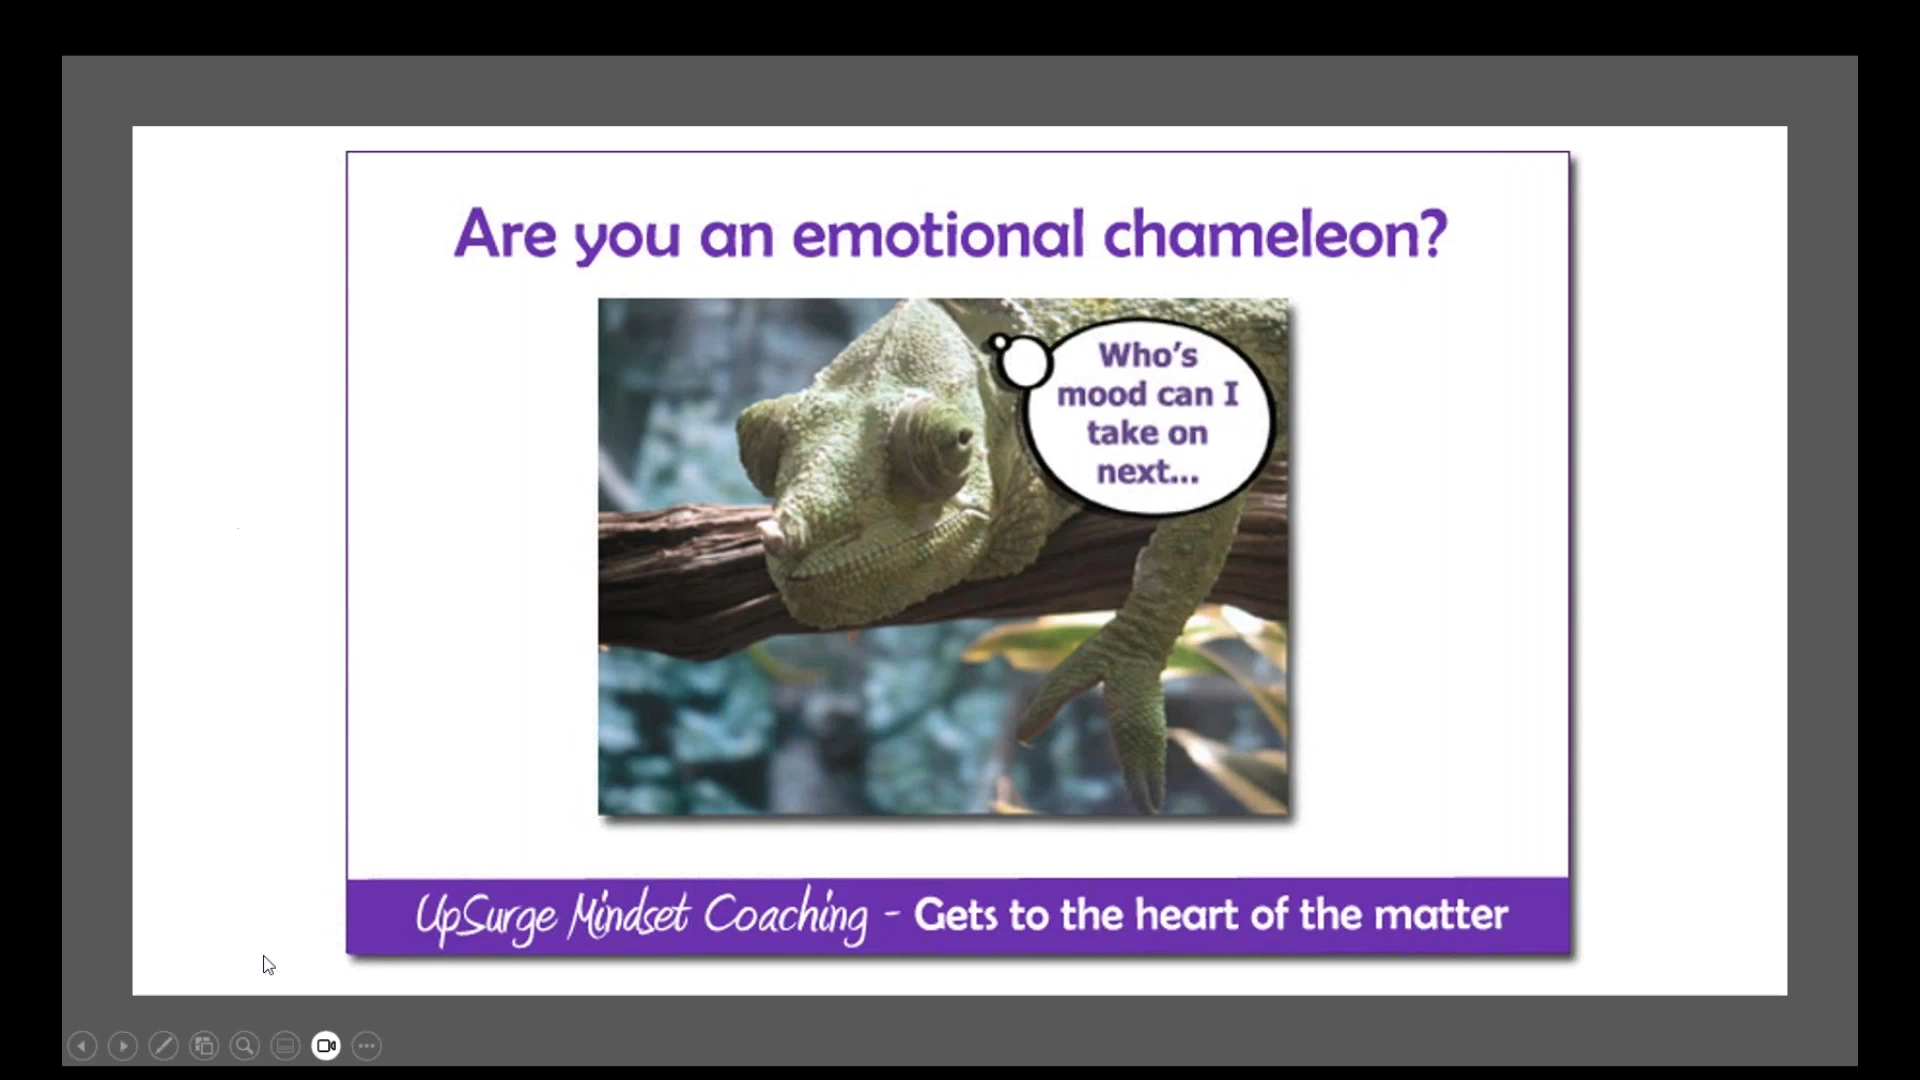 Are you an emotional chameleon?
Who's
mood can I
take on
next...
UpSurge Mindset Coaching - Gets to the heart of the matter